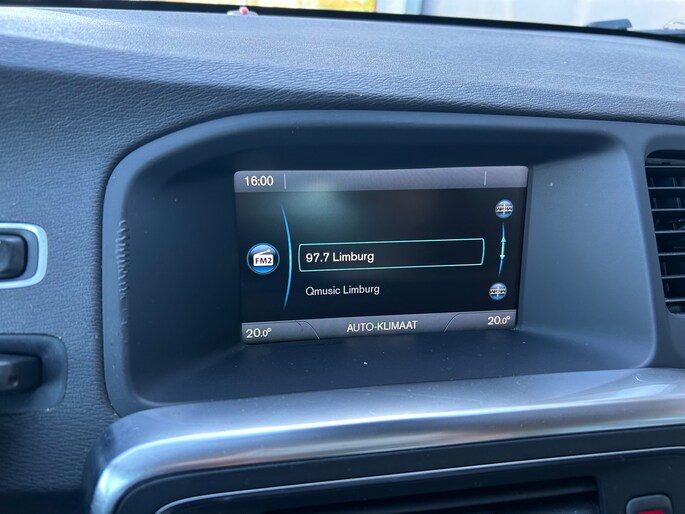 16:00
FM2
97.7 Limburg
Qmusic Limburg
20.0° AUTO-KLIMAAT 20.0°